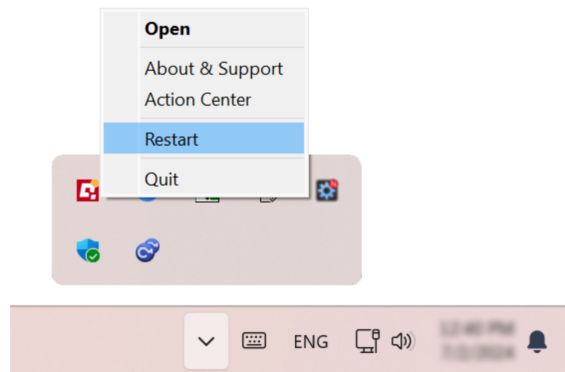 Open
About & Support
Action Center
Restart
Quit
ENG